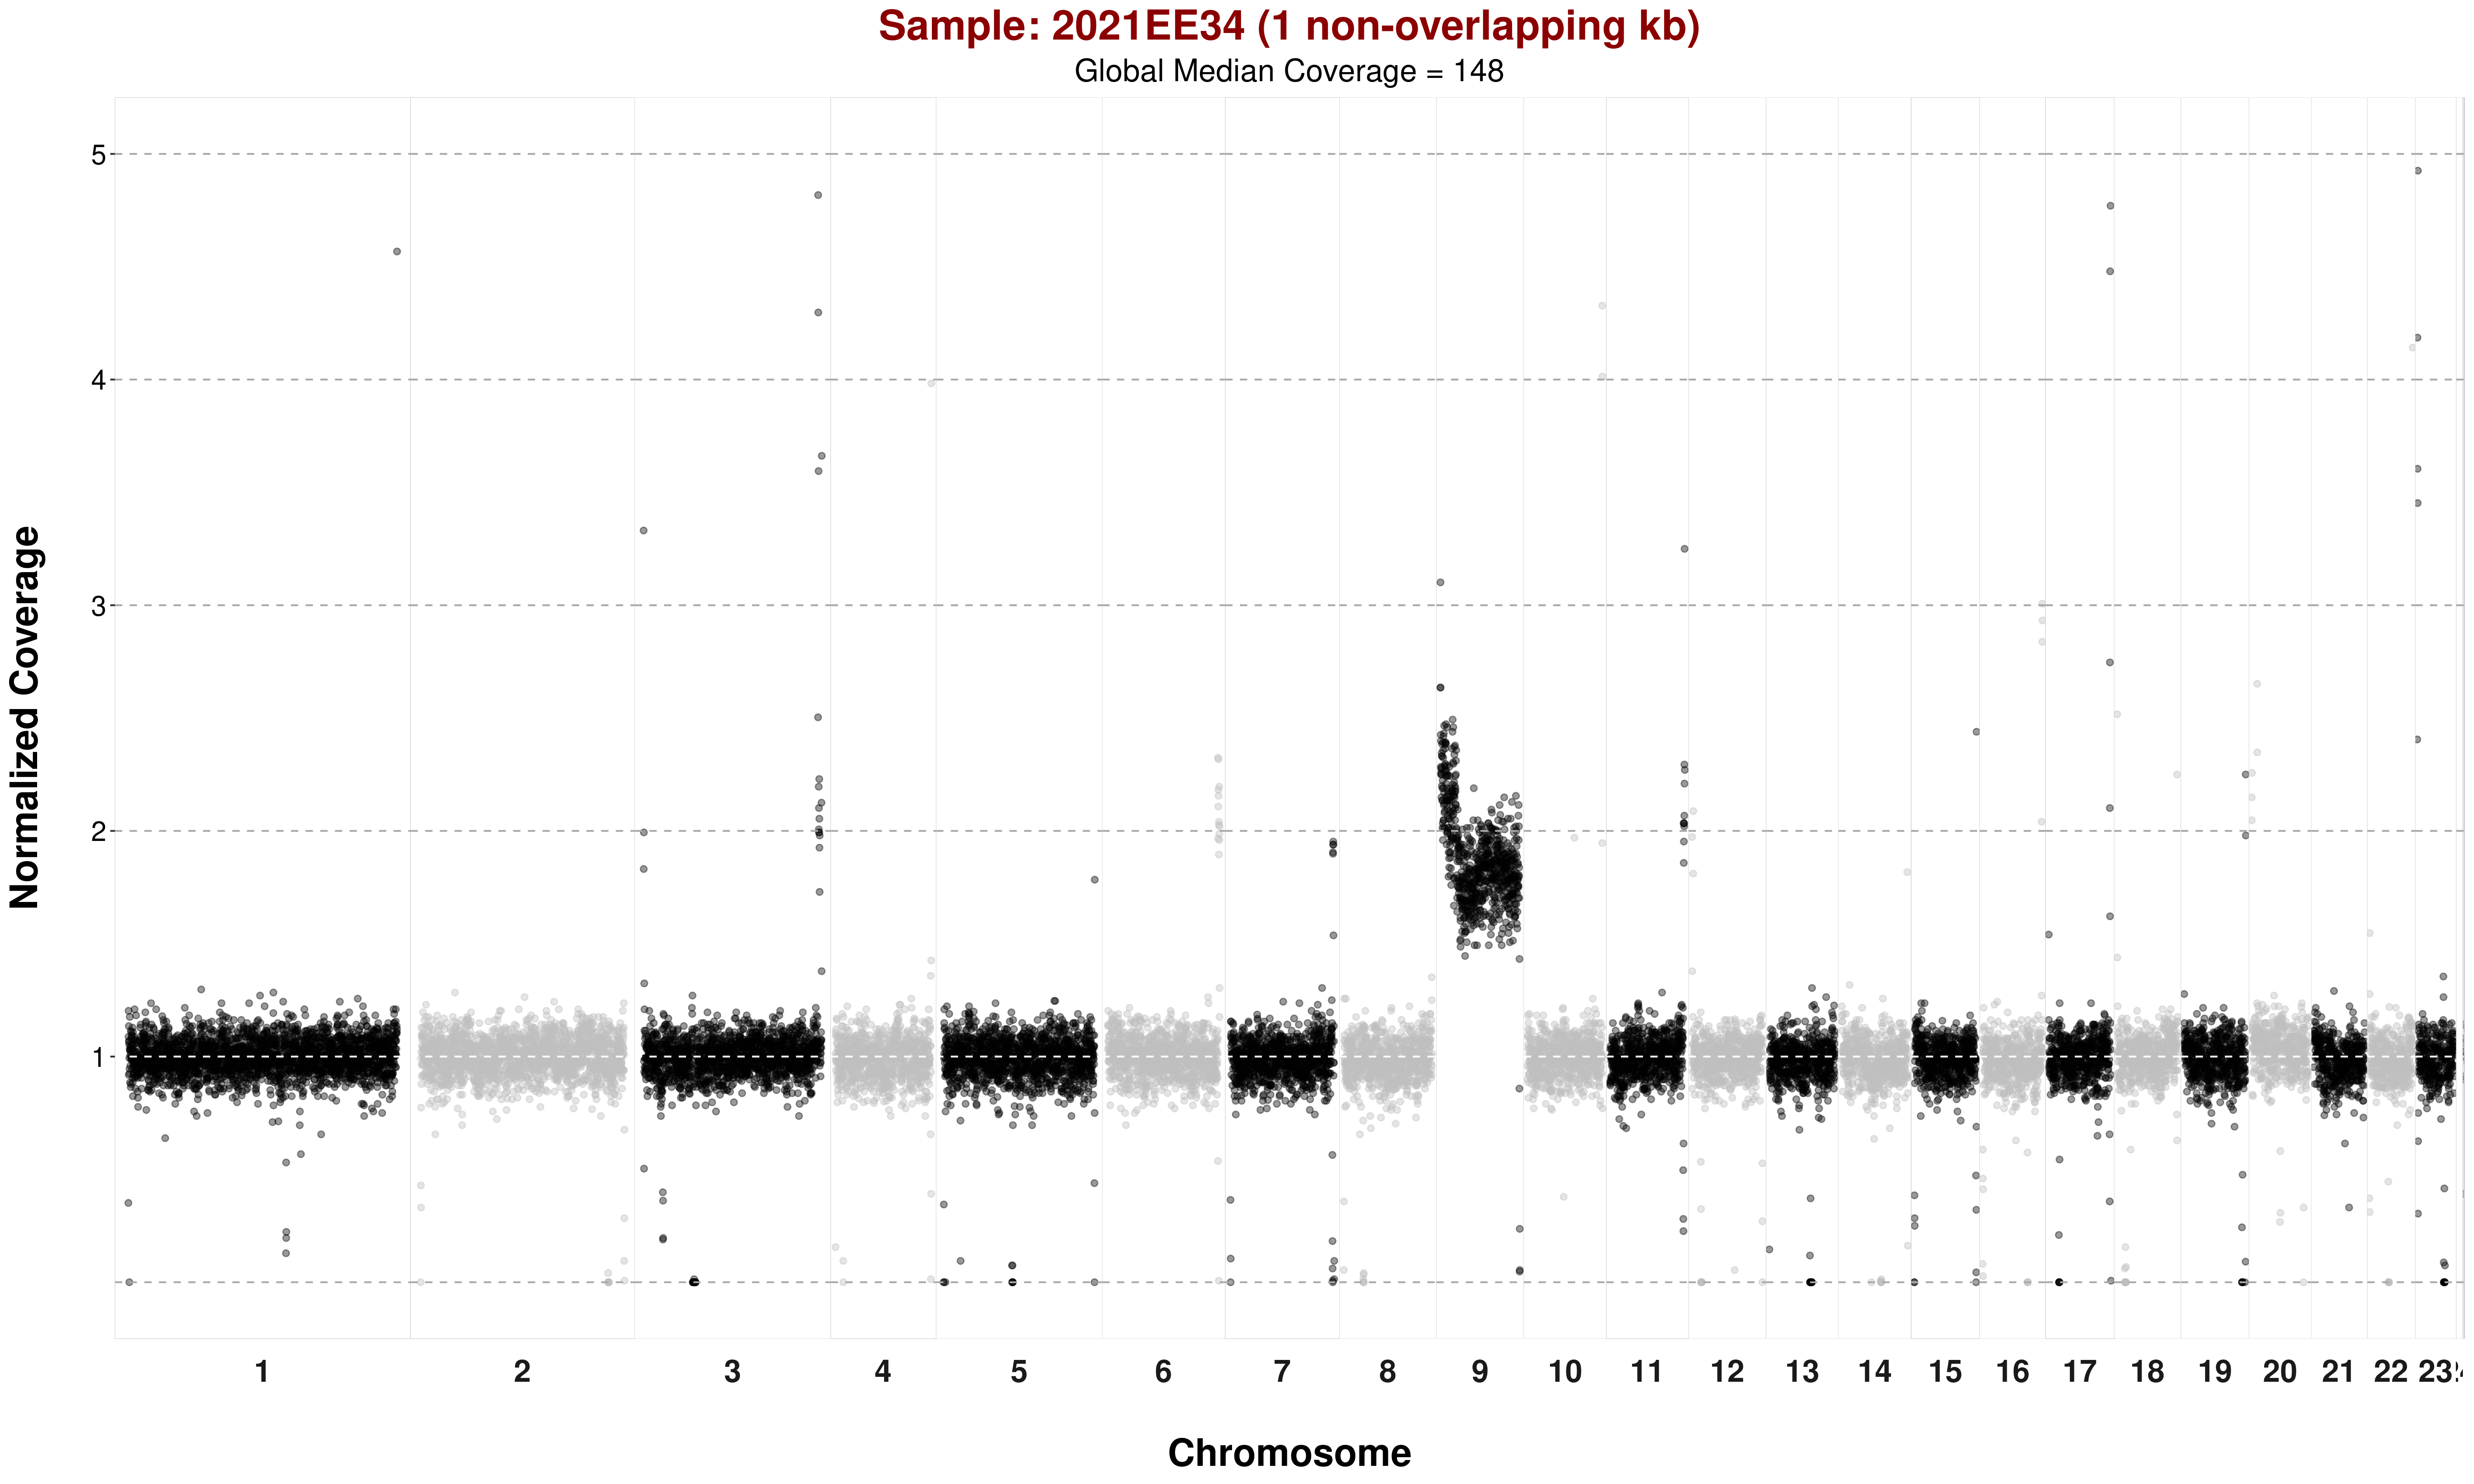 Sample: 2021EE34 (1 non-overlapping kb)
Global Median Coverage = 148
Normalized Coverage
5
4
3
2
1
1 2 3 4 5 6 7 8 9 10 11 12 13 14 15 16 17 18 19 20 21 22 23
Chromosome